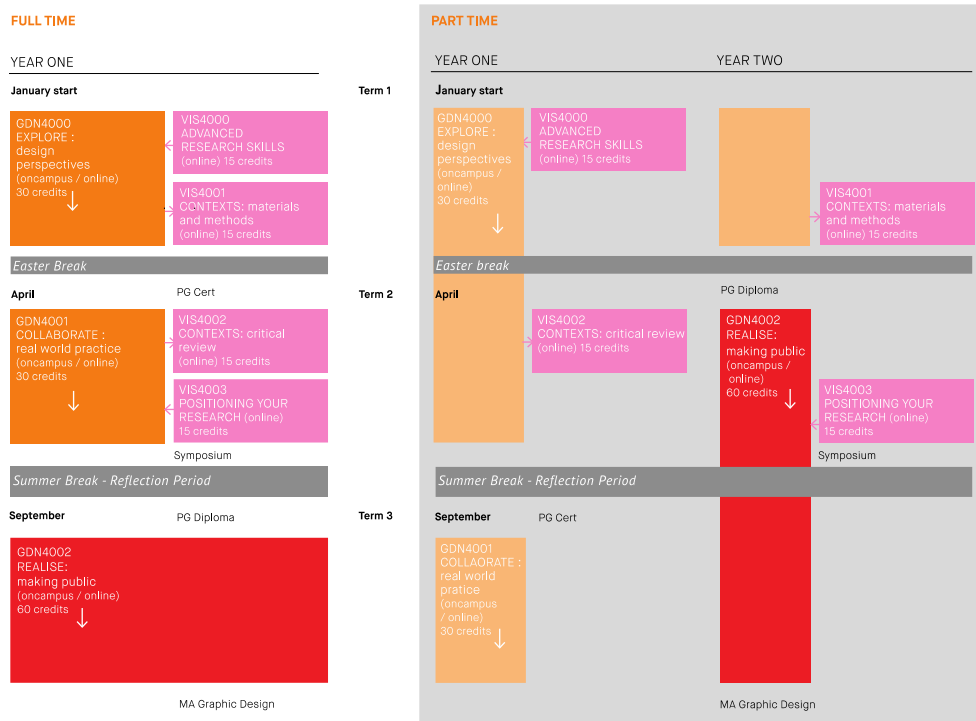 FULL TIME
YEAR ONE
January start
GDN4000
EXPLORE :
design
perspectives
(oncampus / online)
30 credits
VIS4000
ADVANCED
RESEARCH SKILLS
(online) 15 credits
VIS4001
CONTEXTS: materials
and methods
(online) 15 credits
Easter Break
April
PG Cert
GDN4001
COLLABORATE :
real world practice
(oncampus / online)
30 credits
VIS4002
CONTEXTS: critical
review
(online) 15 credits
VIS4003
POSITIONING YOUR
RESEARCH (online)
15 credits
Symposium
Summer Break - Reflection Period
September
PG Diploma
GDN4002
REALISE:
making public
(oncampus / online)
60 credits
MA Graphic Design
Term 1
Term 2
Term 3
PART TIME
YEAR ONE
YEAR TWO
January start
GDN4000
EXPLORE :
design
perspectives
(oncampus /
online)
30 credits
VIS4000
ADVANCED
RESEARCH SKILLS
(online) 15 credits
VIS4001
CONTEXTS: materials
and methods
(online) 15 credits
Easter break
April
PG Diploma
VIS4002
CONTEXTS: critical review
(online) 15 credits
GDN4002
REALISE:
making public
(oncampus /
online)
60 credits
VIS4003
POSITIONING YOUR
RESEARCH (online)
15 credits
Symposium
Summer Break - Reflection Period
September
PG Cert
GDN4001
COLLAORATE :
real world
pratice
(oncampus
/ online)
30 credits
MA Graphic Design